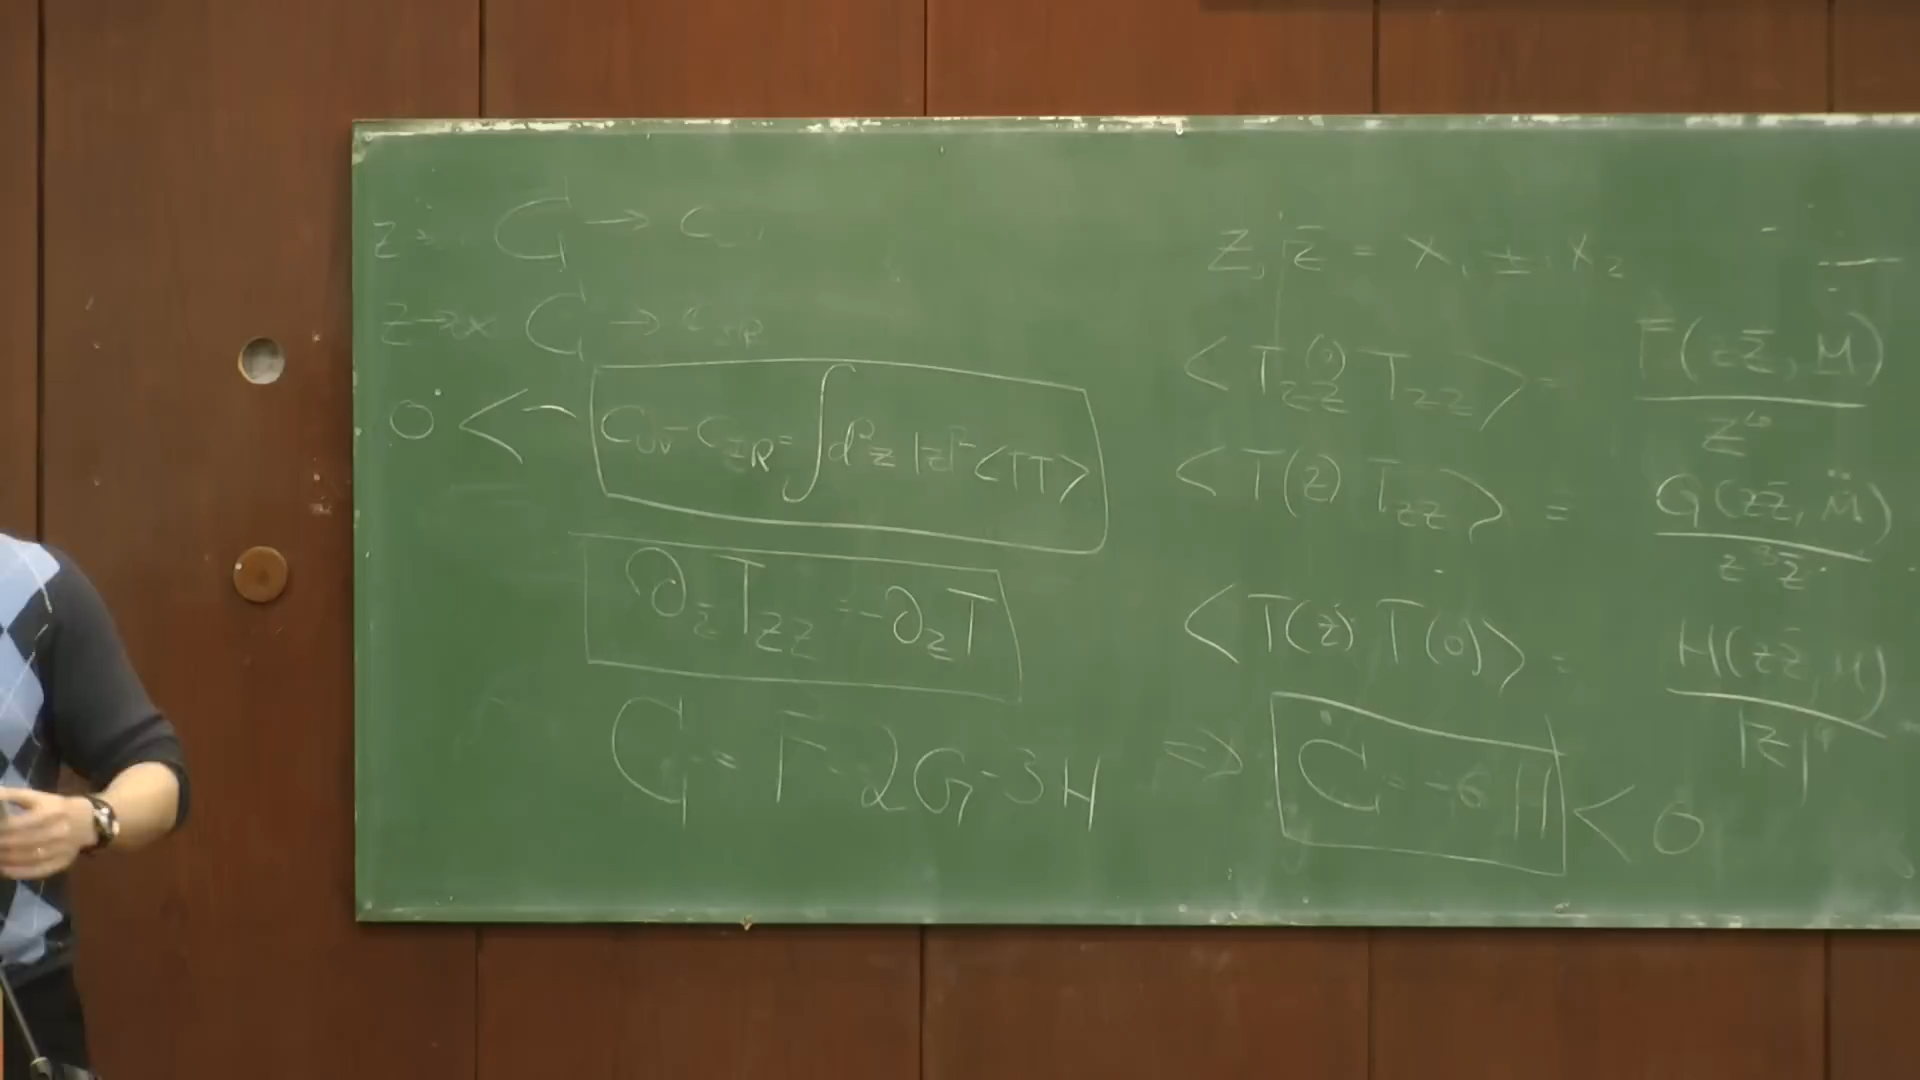 C → C
z→∞ C → C_IR
0 < C_UV - C_IR = ∫d²z |z|² <TT>
∂_z̄ T_zz = -∂_z T
C = F - 2G - 3H ⇒ Ċ = -6H < 0
z, z̄ = x₁ ± i x₂
<T_zz(0) T_zz> = F(zz̄, M) / z⁴
<T(z) T_zz> = G(zz̄, M) / z³z̄
<T(z) T(0)> = H(zz̄, M) / |z|⁴